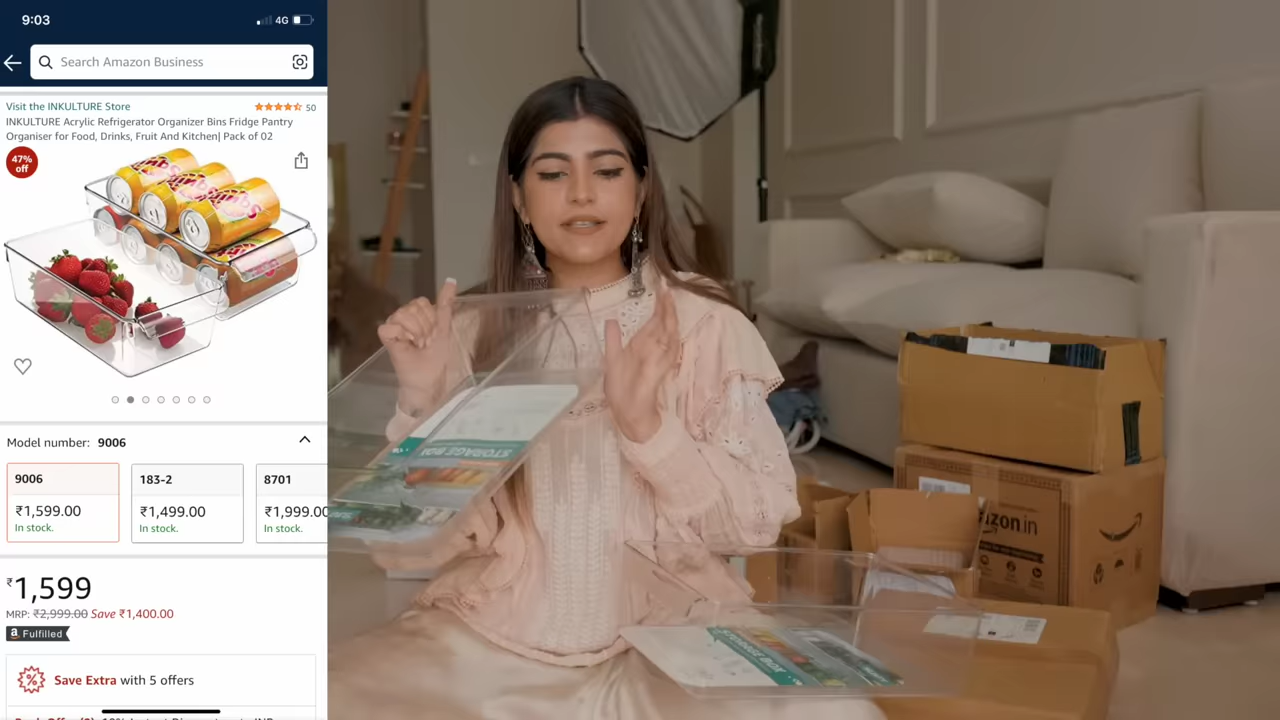 9:03
4G
Search Amazon Business
Visit the INKULTURE Store
50
INKULTURE Acrylic Refrigerator Organizer Bins Fridge Pantry
Organiser for Food, Drinks, Fruit And Kitchen| Pack of 02
47%
off
Model number: 9006
9006
183-2
8701
₹1,599.00
₹1,499.00
₹1,999.00
In stock.
In stock.
In stock.
₹1,599
MRP: ₹2,999.00 Save ₹1,400.00
a Fulfilled
Save Extra with 5 offers
STORAGE BOX
STORAGE BOX
azon.in